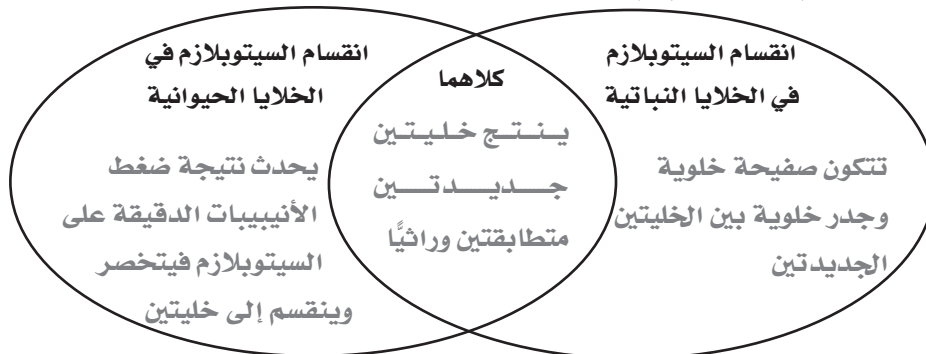 انقسام السيتوبلازم
في الخلايا النباتية
تتكون صفيحة خلوية
وجدر خلوية بين الخليتين
الجديدتين
كلاهما
ينتج خليتين
جديدتين
متطابقتين وراثيًّا
انقسام السيتوبلازم في
الخلايا الحيوانية
يحدث نتيجة ضغط
الأنيبيبات الدقيقة على
السيتوبلازم فيتخصر
وينقسم إلى خليتين